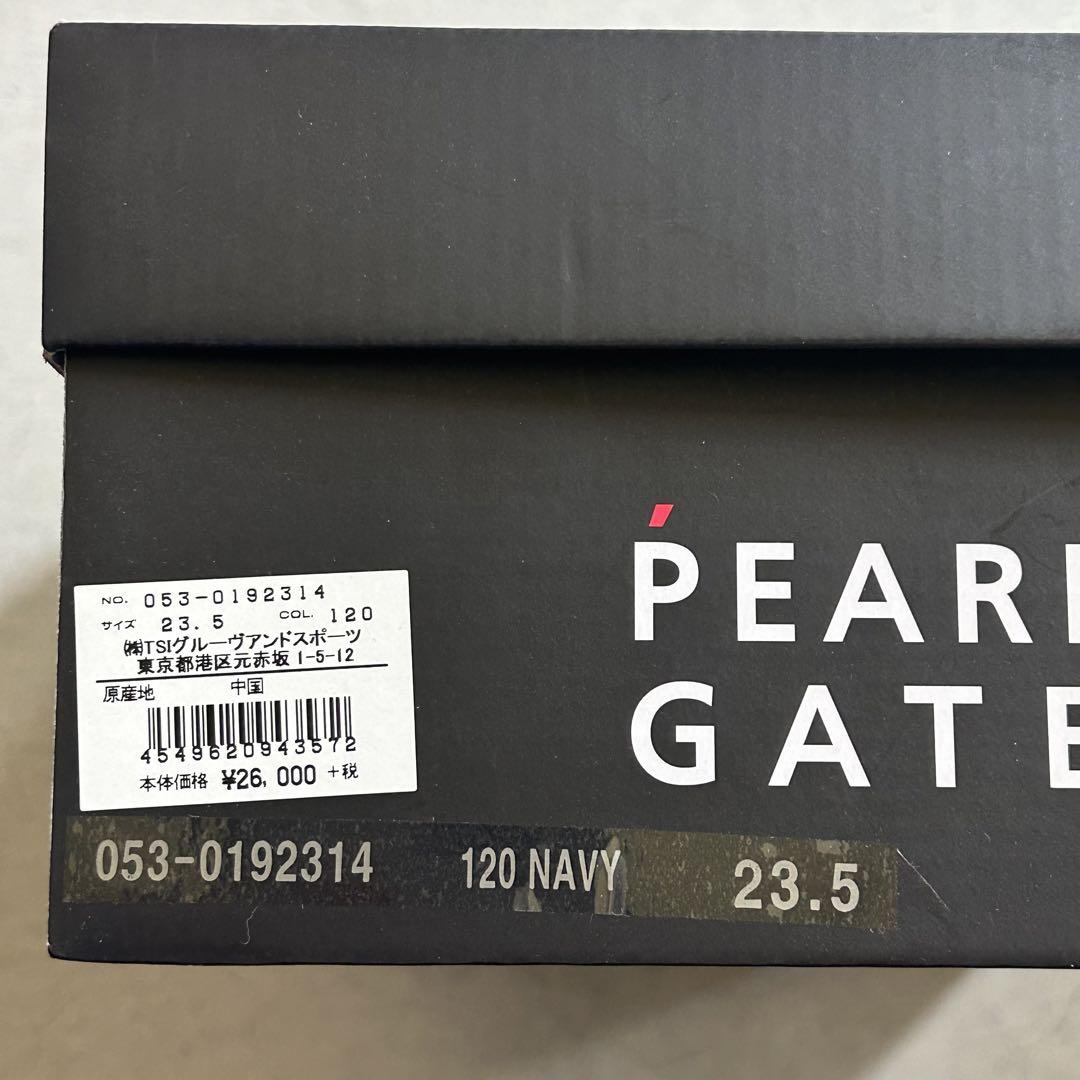 ṔEARL
GATE
NO. 053-0192314
サイズ 23.5 COL. 120
㈱TSIグルーヴアンドスポーツ
東京都港区元赤坂1-5-12
原産地 中国
4549620943572
本体価格 ¥26,000 +税
053-0192314 120 NAVY 23.5